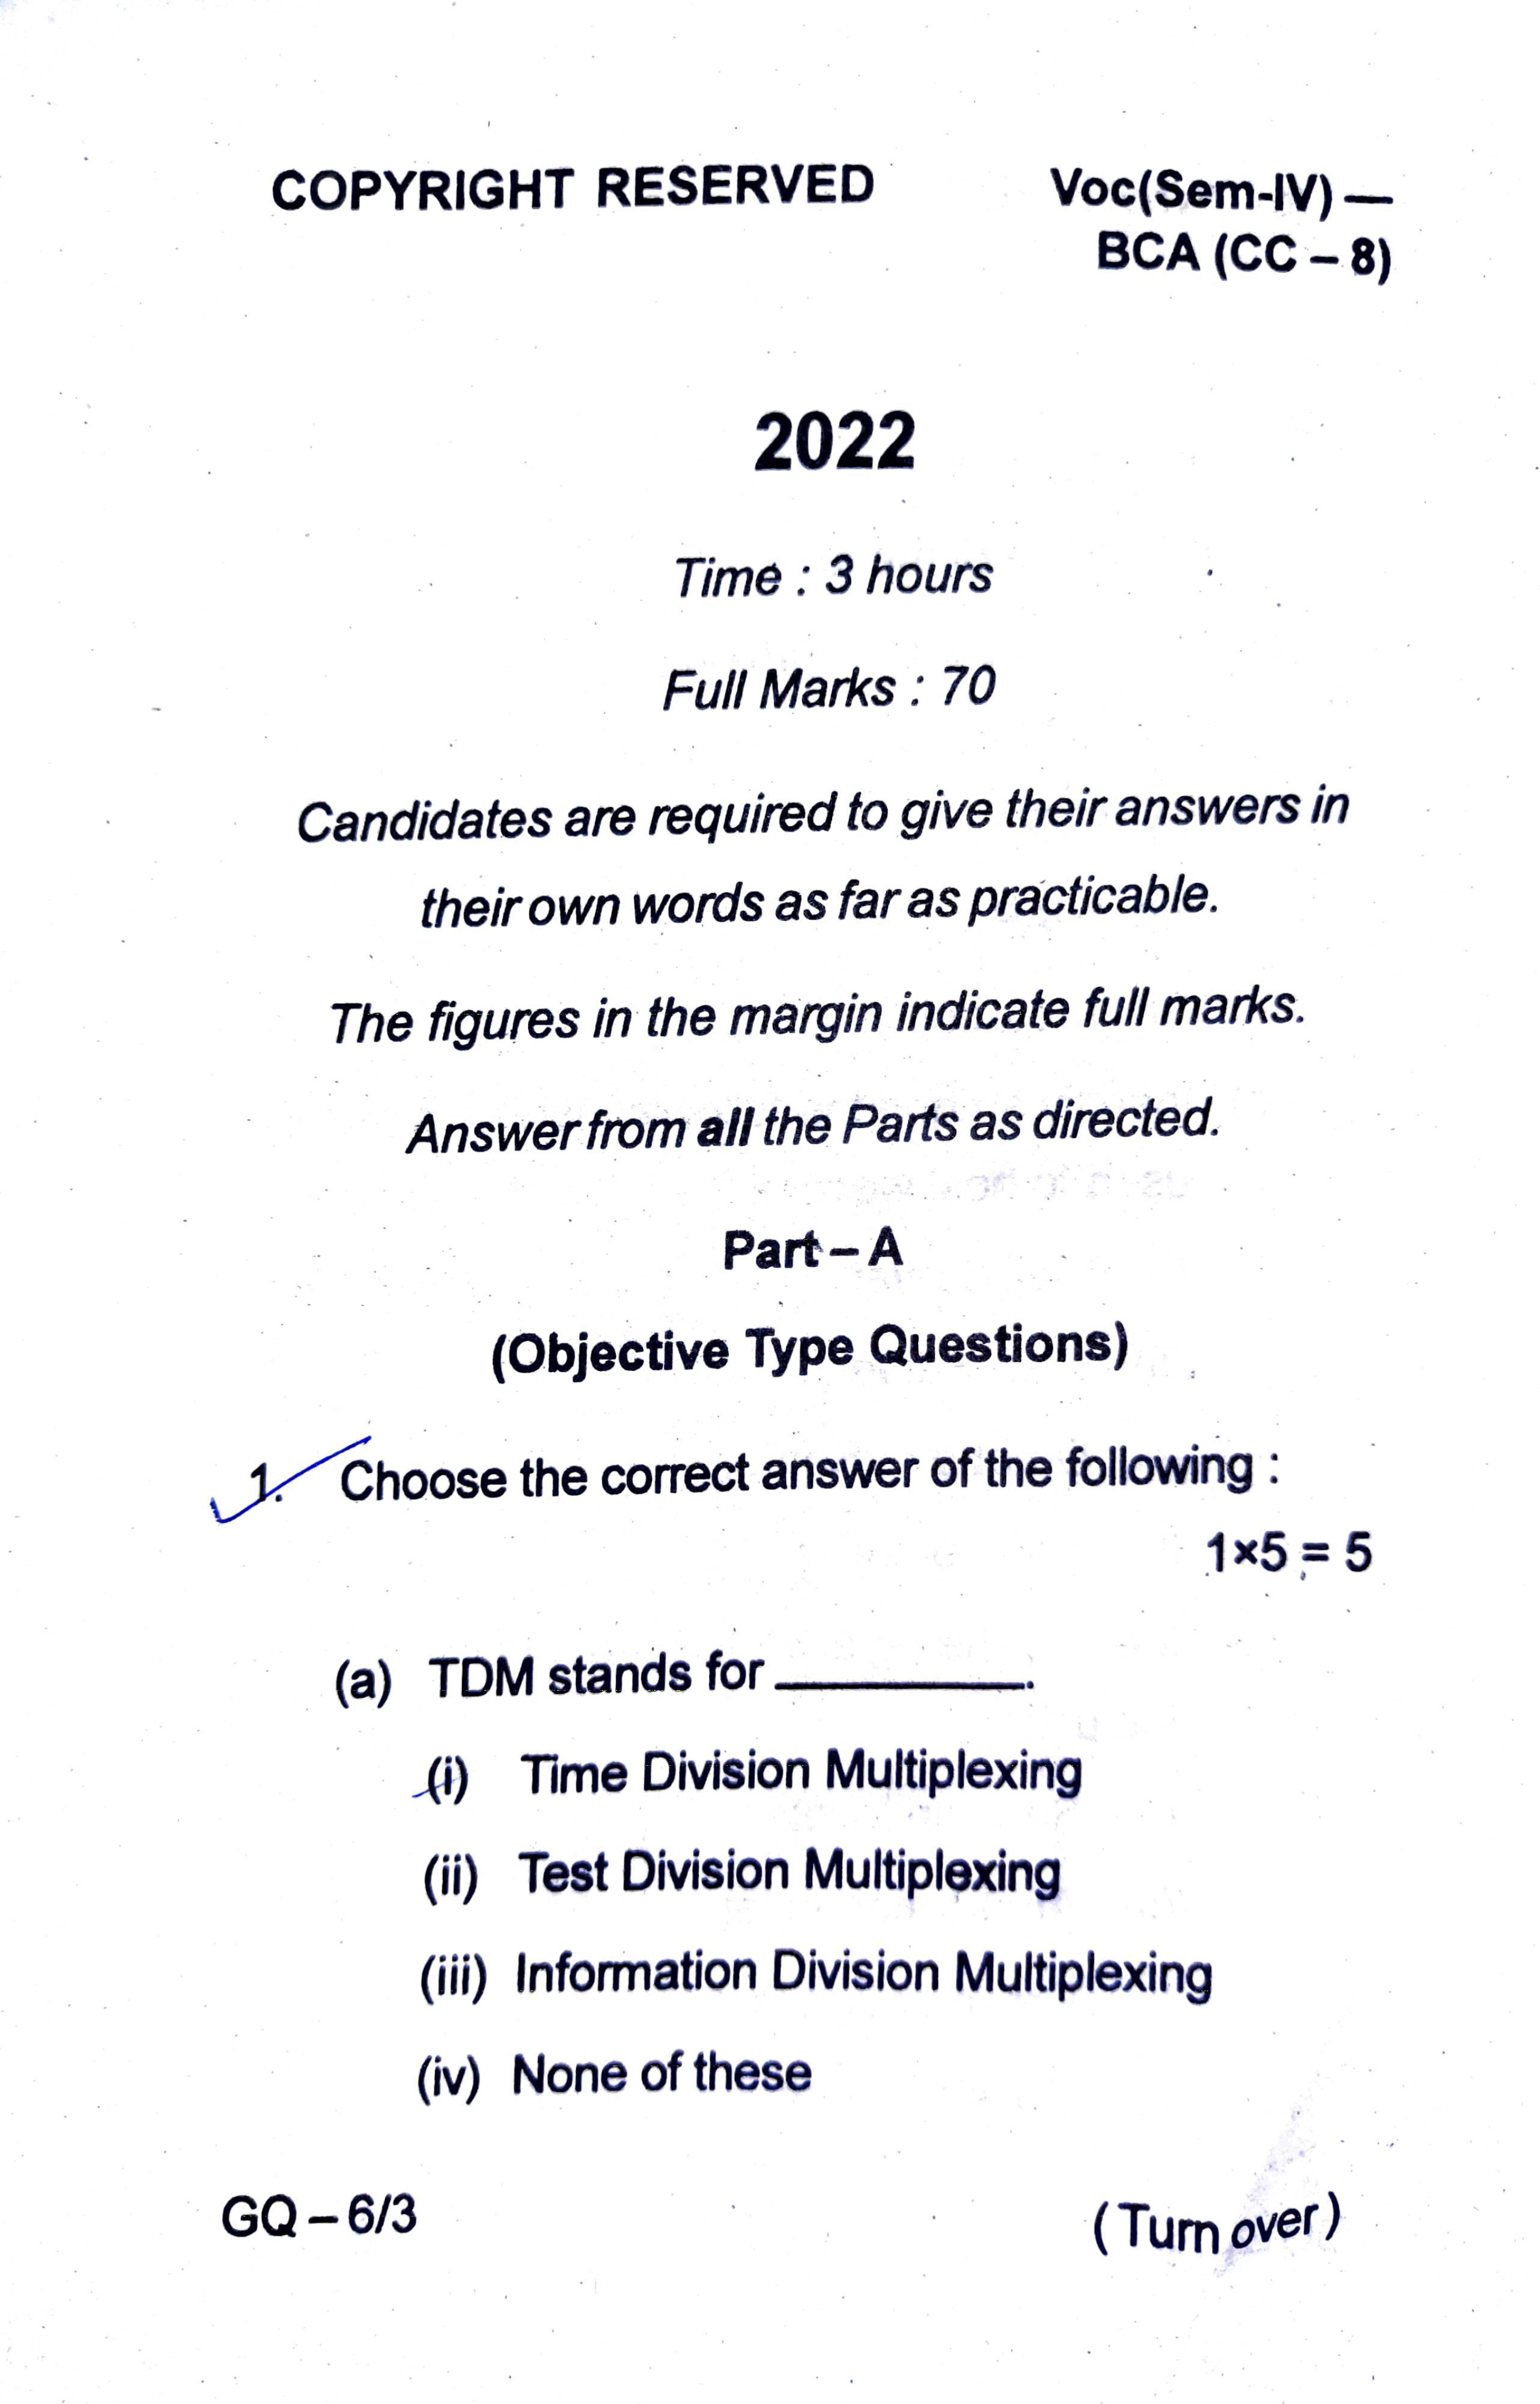 COPYRIGHT RESERVED Voc(Sem-IV) —
BCA (CC – 8)
2022
Time : 3 hours
Full Marks : 70
Candidates are required to give their answers in
their own words as far as practicable.
The figures in the margin indicate full marks.
Answer from all the Parts as directed.
Part – A
(Objective Type Questions)
1. Choose the correct answer of the following :
1×5 = 5
(a) TDM stands for __________.
(i) Time Division Multiplexing
(ii) Test Division Multiplexing
(iii) Information Division Multiplexing
(iv) None of these
GQ – 6/3 ( Turn over )